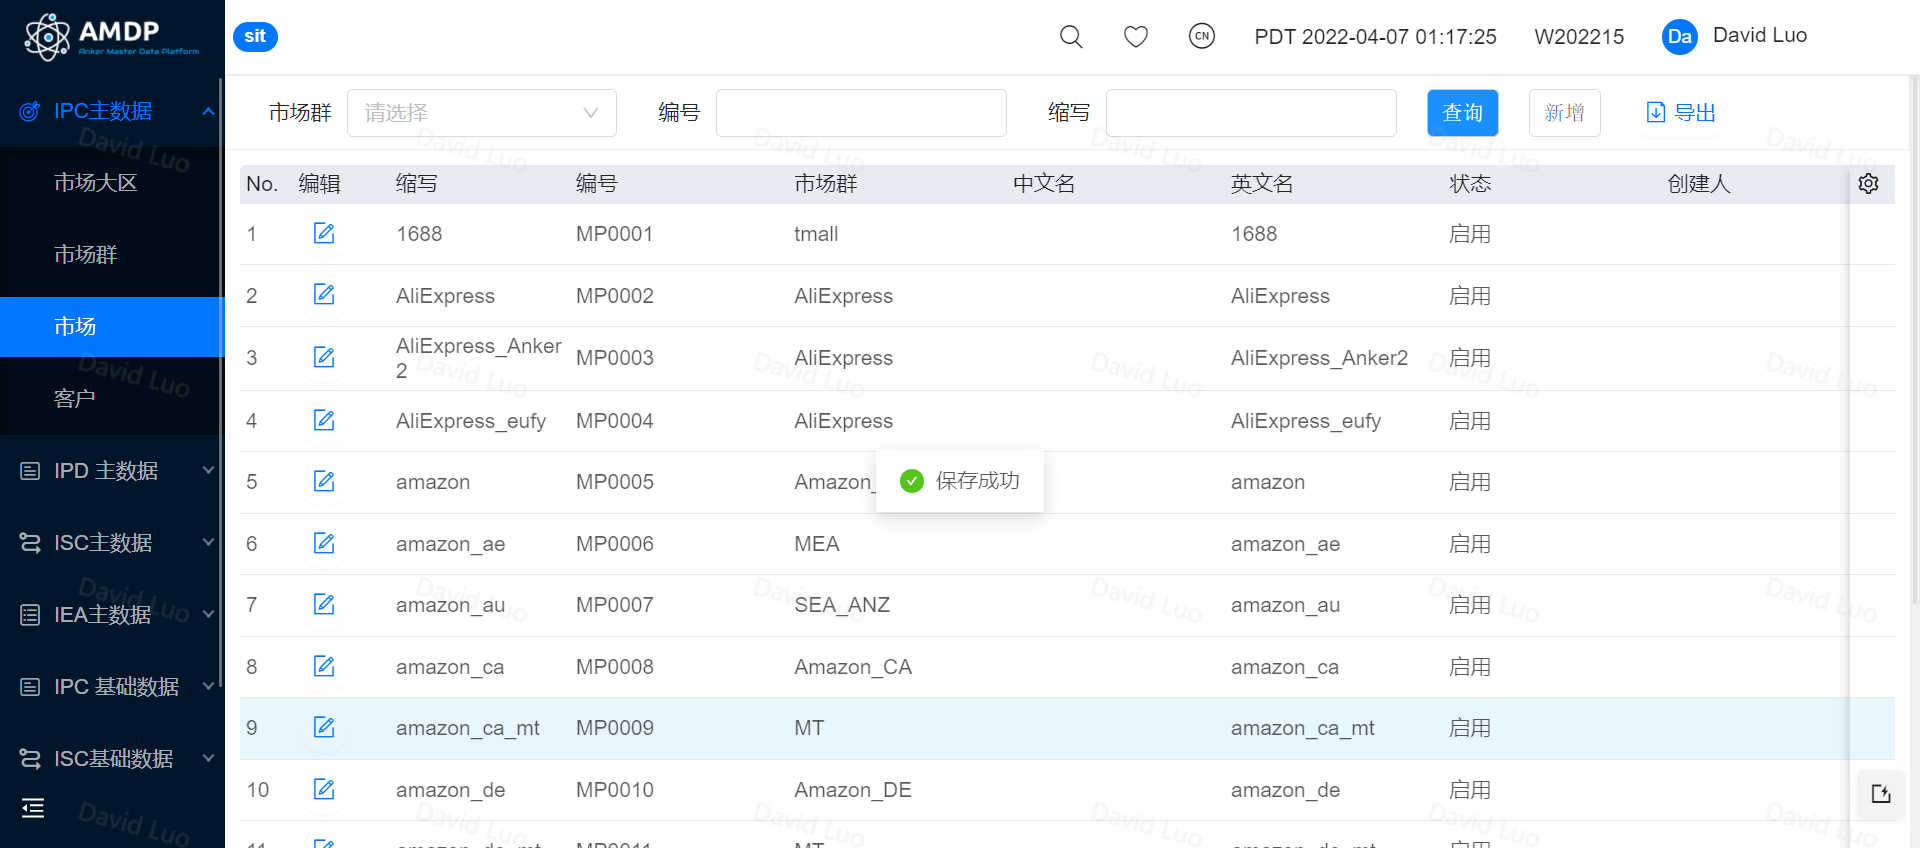 AMDP
Anker Master Data Platform
sit
CN
PDT 2022-04-07 01:17:25
W202215
Da
David Luo
IPC主数据
市场大区
市场群
市场
客户
IPD 主数据
ISC主数据
IEA主数据
IPC 基础数据
ISC基础数据
市场群 请选择 编号 缩写 查询 新增 导出
No. 编辑 缩写 编号 市场群 中文名 英文名 状态 创建人
1 1688 MP0001 tmall 1688 启用
2 AliExpress MP0002 AliExpress AliExpress 启用
3 AliExpress_Anker2 MP0003 AliExpress AliExpress_Anker2 启用
4 AliExpress_eufy MP0004 AliExpress AliExpress_eufy 启用
5 amazon MP0005 Amazon_ amazon 启用
保存成功
6 amazon_ae MP0006 MEA amazon_ae 启用
7 amazon_au MP0007 SEA_ANZ amazon_au 启用
8 amazon_ca MP0008 Amazon_CA amazon_ca 启用
9 amazon_ca_mt MP0009 MT amazon_ca_mt 启用
10 amazon_de MP0010 Amazon_DE amazon_de 启用
11 amazon_de_mt MP0011 MT amazon_de_mt 启用
David Luo